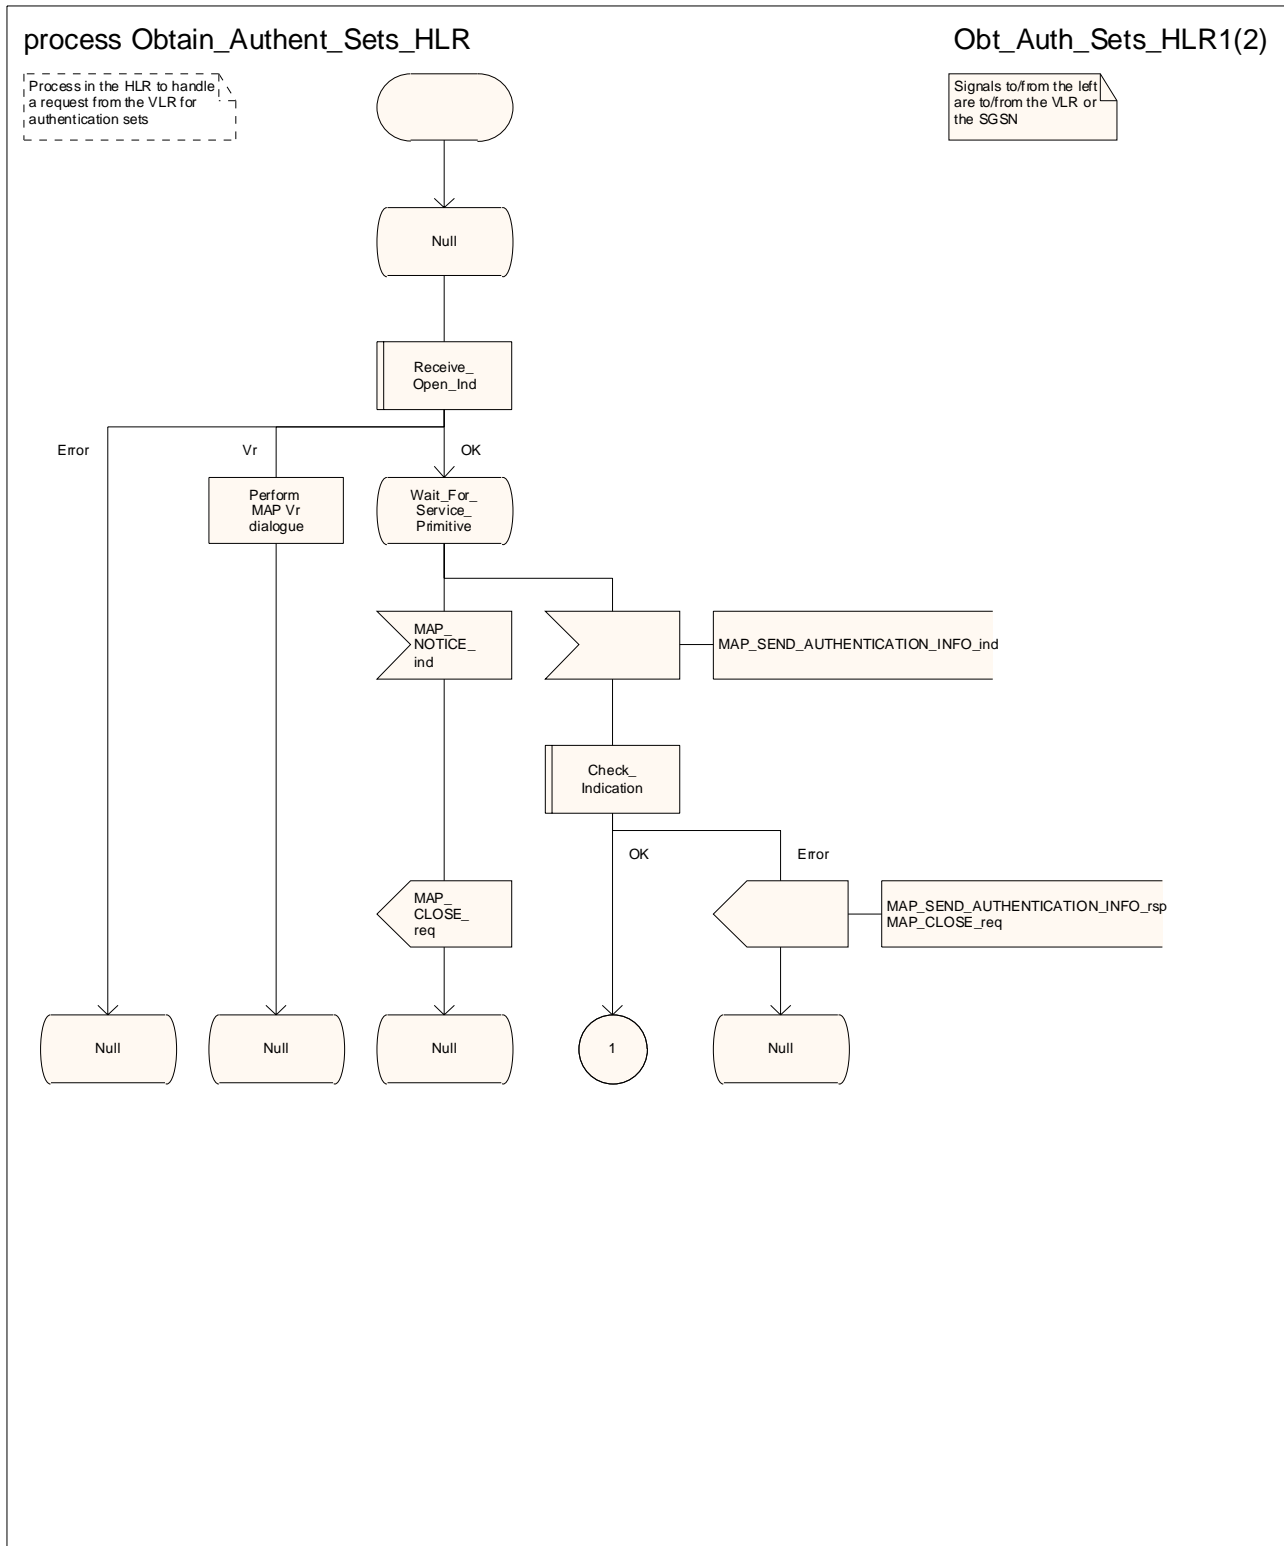 process Obtain_Authent_Sets_HLR
Obt_Auth_Sets_HLR1(2)
Process in the HLR to handle
a request from the VLR for
authentication sets
Signals to/from the left
are to/from the VLR or
the SGSN
Null
Receive_
Open_Ind
Error
Vr
OK
Perform
MAP Vr
dialogue
Wait_For_
Service_
Primitive
MAP_
NOTICE_
ind
MAP_SEND_AUTHENTICATION_INFO_ind
Check_
Indication
OK
Error
MAP_
CLOSE_
req
MAP_SEND_AUTHENTICATION_INFO_rsp
MAP_CLOSE_req
Null
Null
Null
1
Null